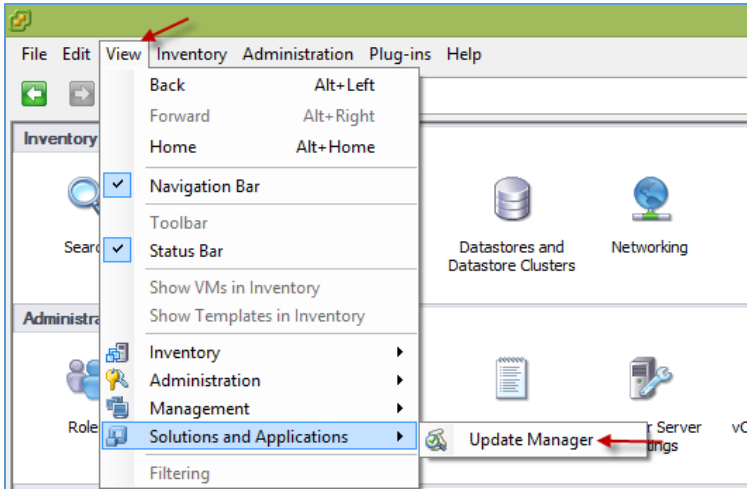 File Edit View Inventory Administration Plug-ins Help
Back Alt+Left
Forward Alt+Right
Home Alt+Home
Navigation Bar
Toolbar
Status Bar
Show VMs in Inventory
Show Templates in Inventory
Inventory
Administration
Management
Solutions and Applications
Filtering
Update Manager
Inventory
Datastores and
Datastore Clusters
Networking
Server